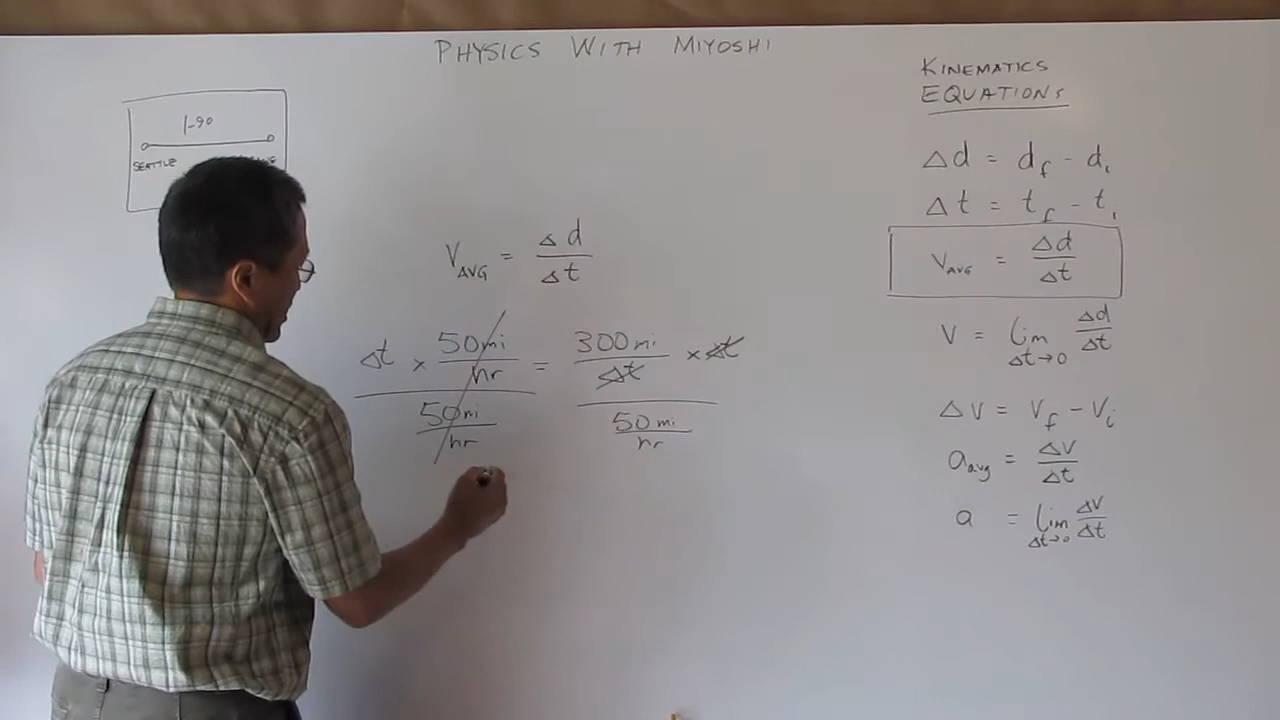 PHYSICS WITH MIYOSHI
I-90
SEATTLE
V_AVG = Δd / Δt
Δt × 50mi/hr = 300mi/Δt × Δt
50mi/hr 50mi/hr
KINEMATICS
EQUATIONS
Δd = d_f - d_i
Δt = t_f - t_i
V_AVG = Δd / Δt
V = lim Δt→0 Δd / Δt
ΔV = V_f - V_i
a_avg = ΔV / Δt
a = lim Δt→0 ΔV / Δt